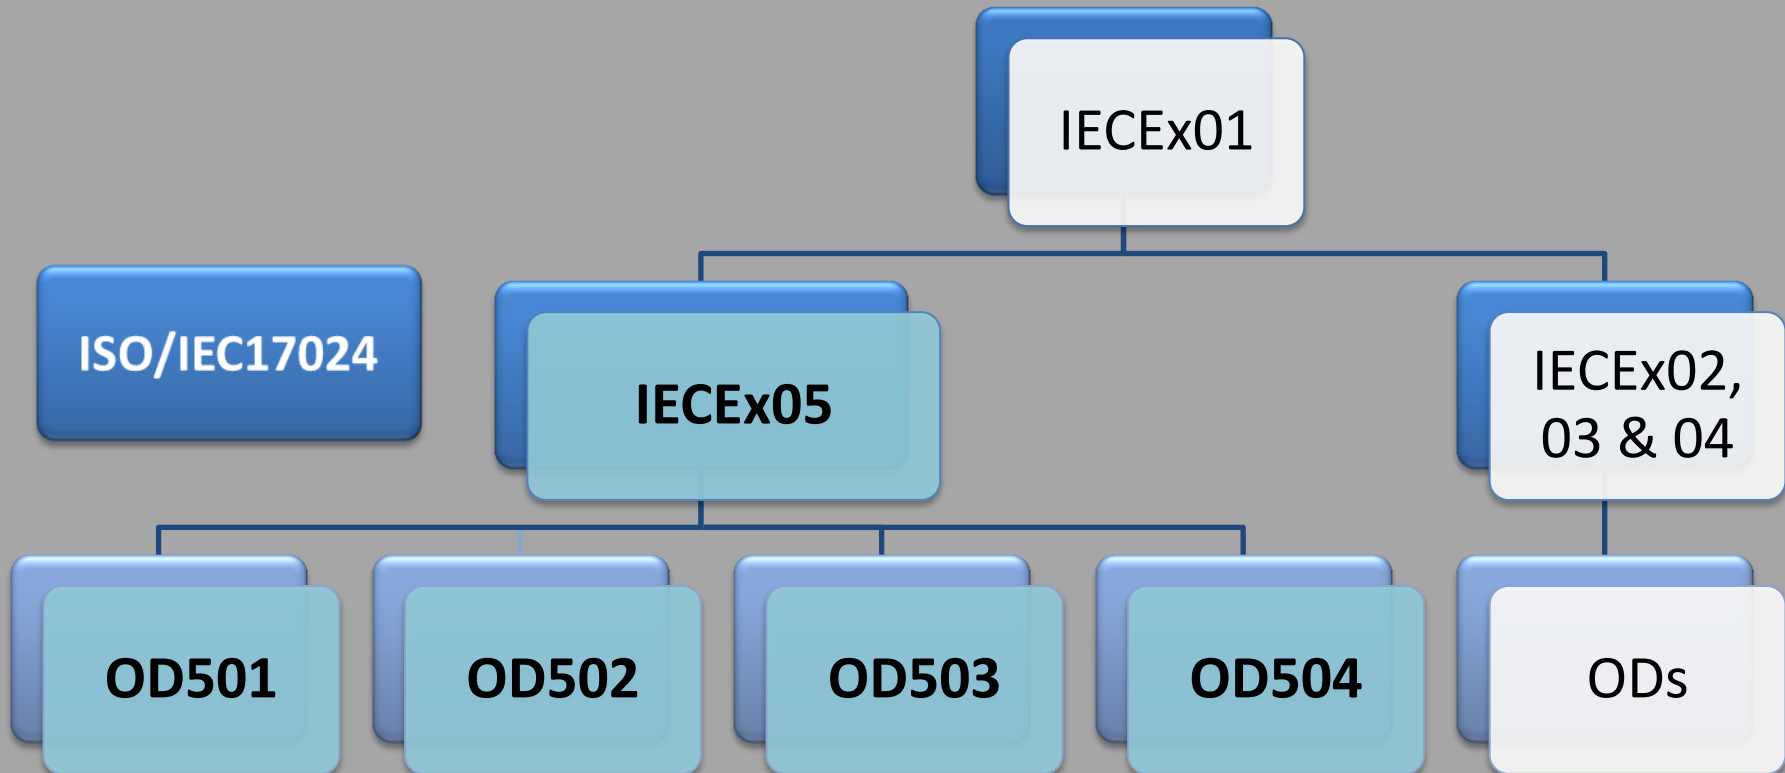 IECEx01
ISO/IEC17024
IECEx05
IECEx02,
03 & 04
OD501
OD502
OD503
OD504
ODs